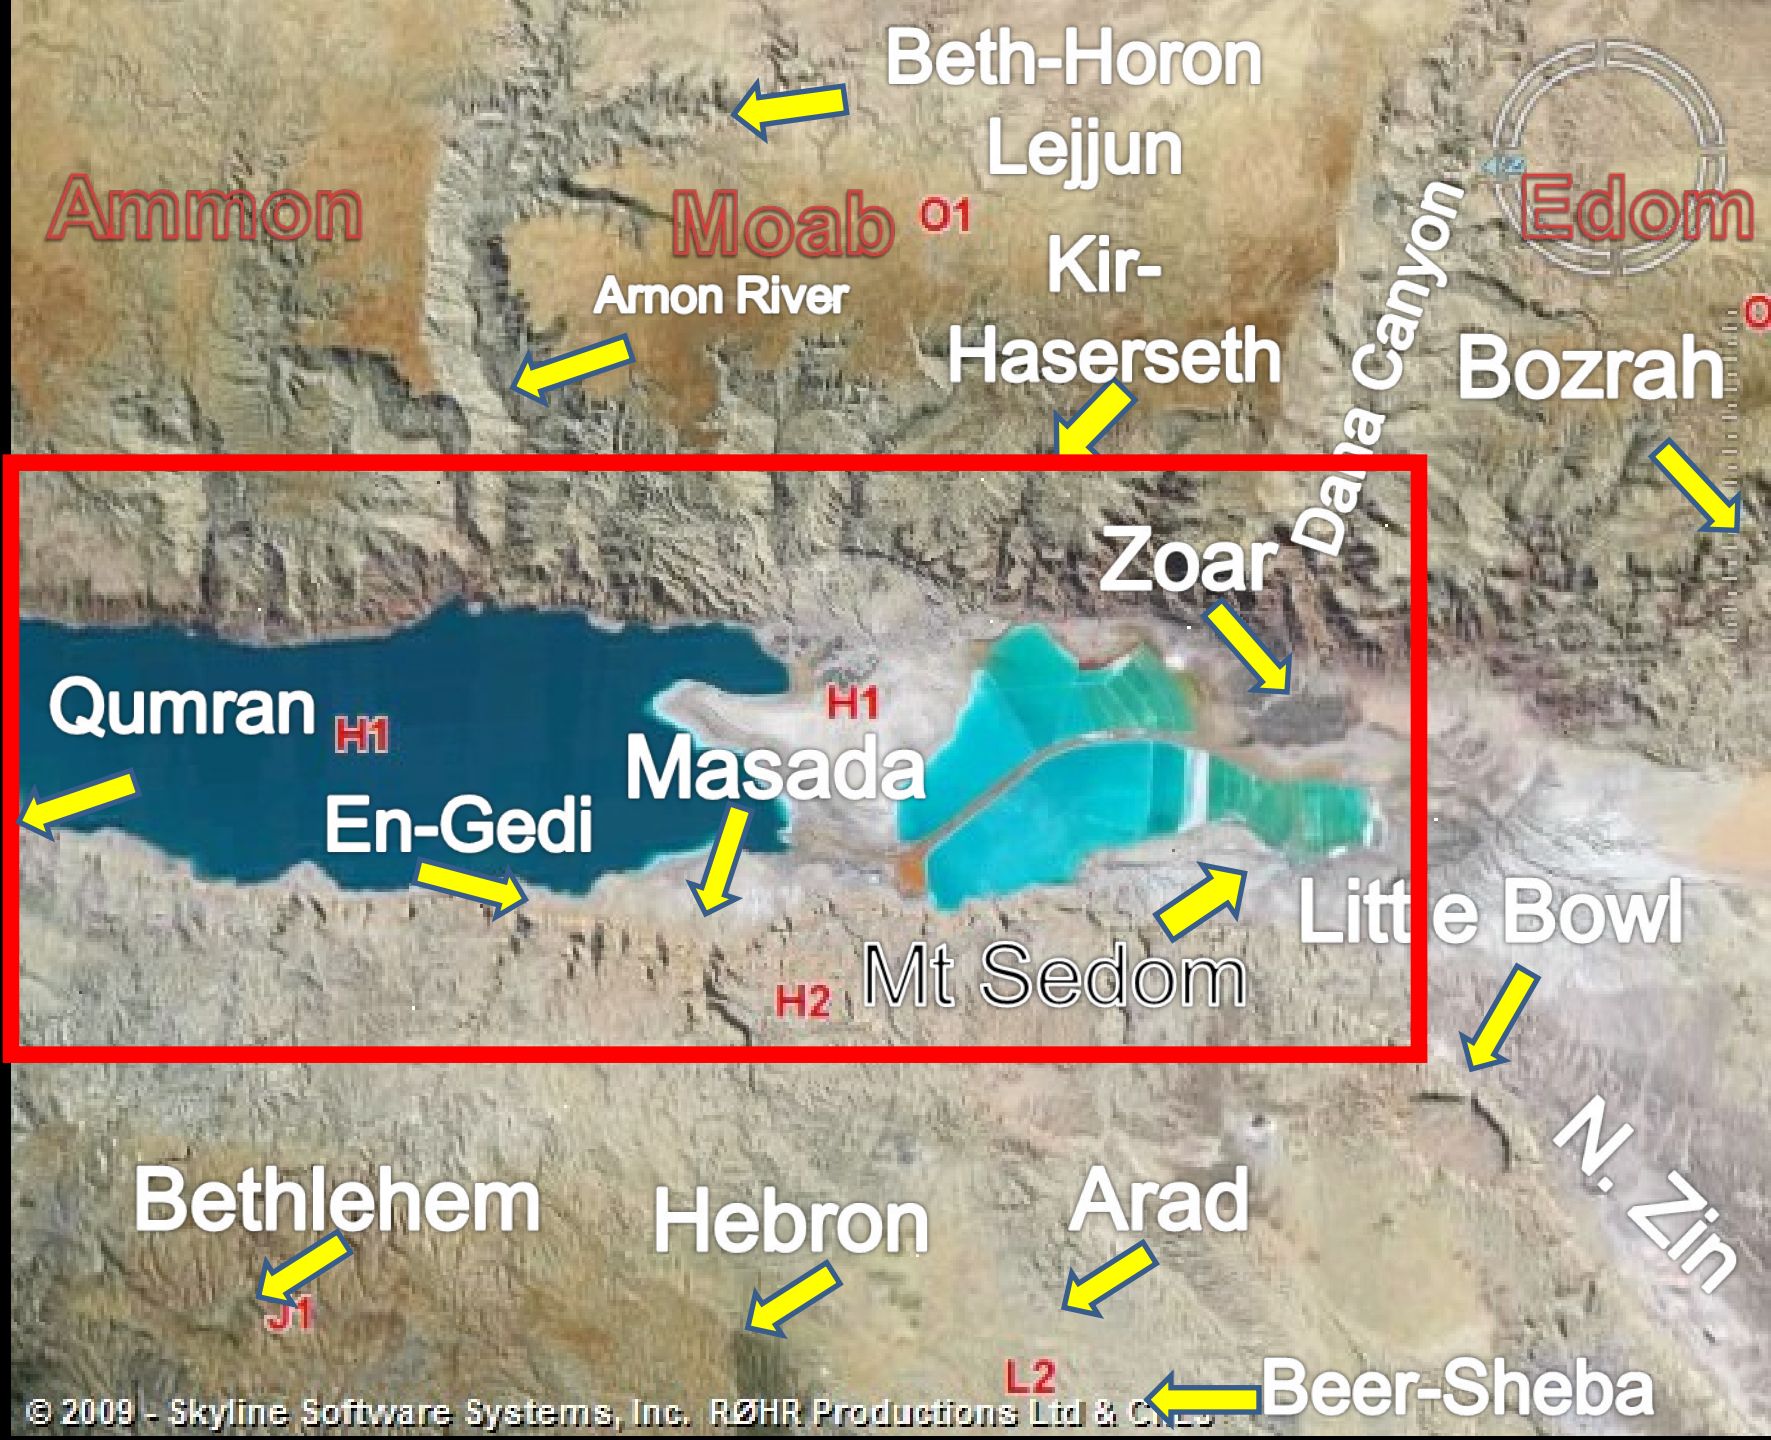 Beth-Horon
Lejjun
Ammon
Moab
O1
Edom
Kir-
Haserseth
Arnon River
Dana Canyon
Bozrah
Zoar
Qumran
H1
H1
Masada
En-Gedi
Little Bowl
Mt Sedom
H2
N. Zin
Bethlehem
Hebron
Arad
J1
L2
Beer-Sheba
© 2009 - Skyline Software Systems, Inc. RØHR Productions Ltd &